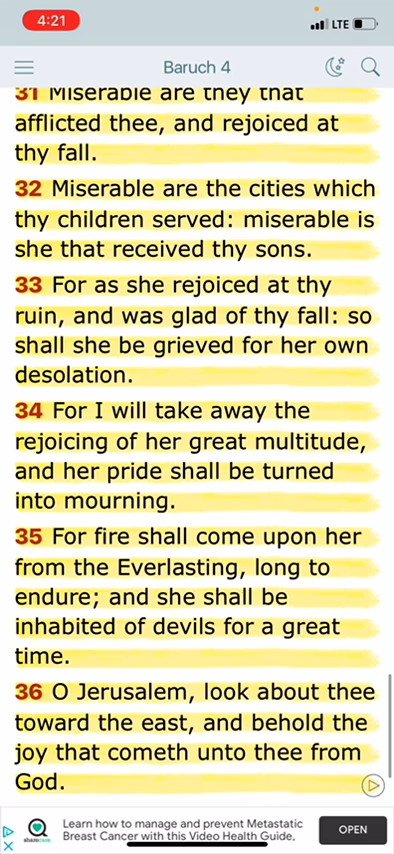 4:21
LTE
Baruch 4
31 Miserable are they that
afflicted thee, and rejoiced at
thy fall.
32 Miserable are the cities which
thy children served: miserable is
she that received thy sons.
33 For as she rejoiced at thy
ruin, and was glad of thy fall: so
shall she be grieved for her own
desolation.
34 For I will take away the
rejoicing of her great multitude,
and her pride shall be turned
into mourning.
35 For fire shall come upon her
from the Everlasting, long to
endure; and she shall be
inhabited of devils for a great
time.
36 O Jerusalem, look about thee
toward the east, and behold the
joy that cometh unto thee from
God.
Learn how to manage and prevent Metastatic
Breast Cancer with this Video Health Guide,
sharecare
OPEN